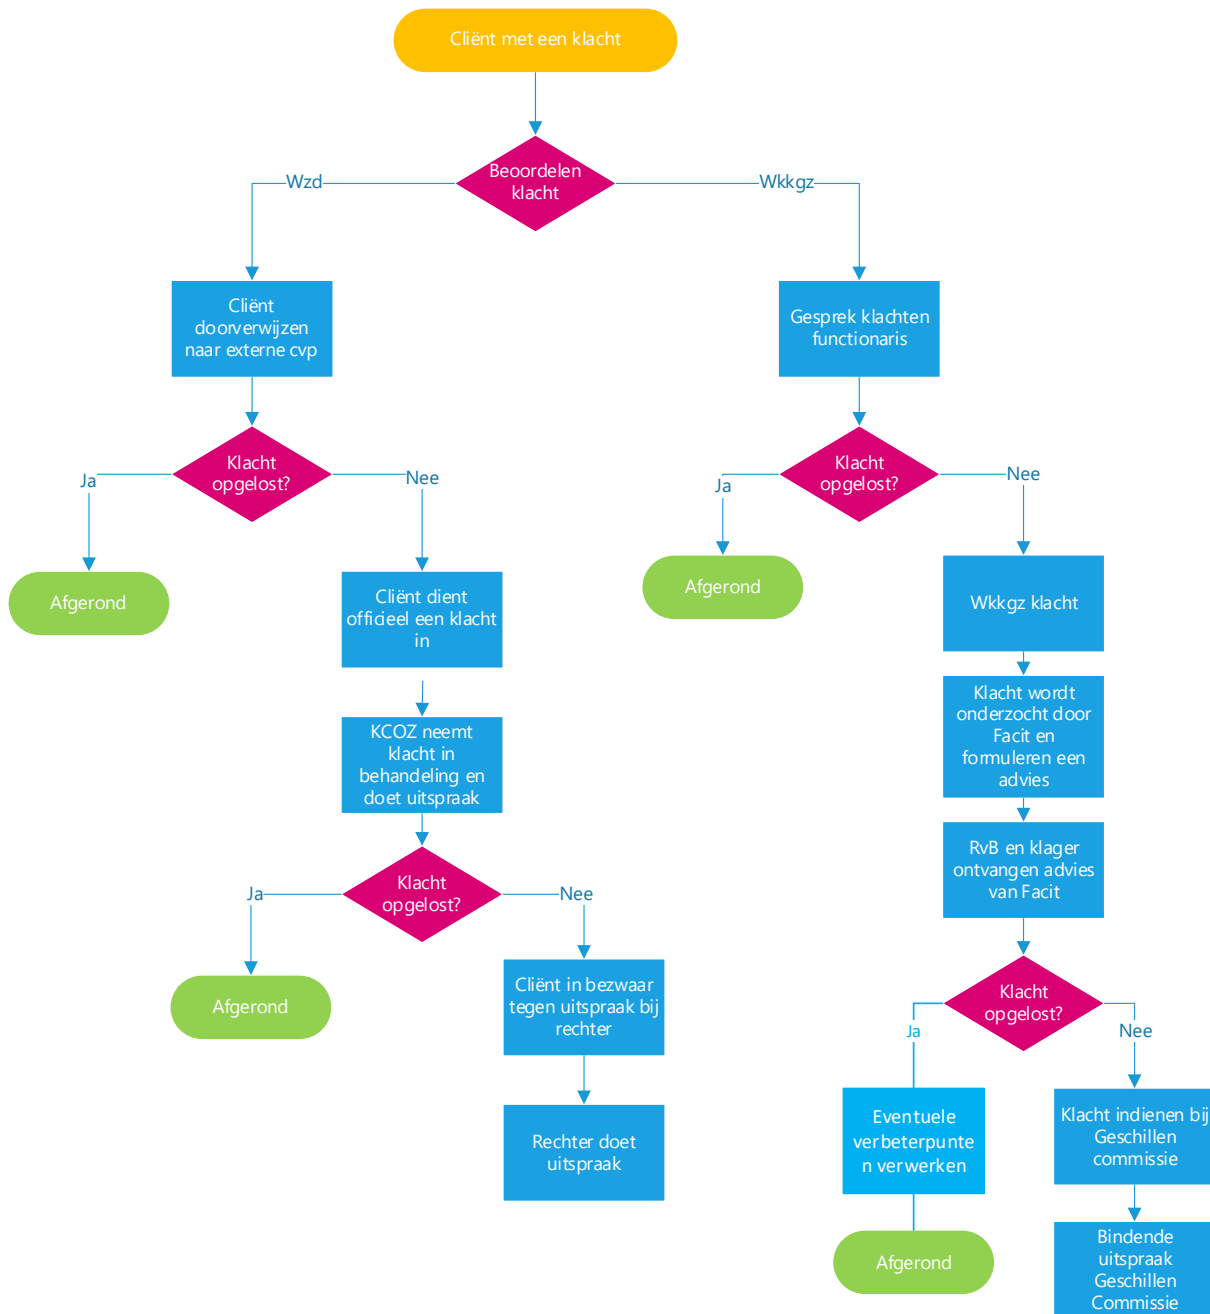 Cliënt met een klacht
Beoordelen
klacht
Wzd
Wkkgz
Cliënt
doorverwijzen
naar externe cvp
Gesprek klachten
functionaris
Klacht
opgelost?
Ja
Nee
Klacht
opgelost?
Ja
Nee
Afgerond
Cliënt dient
officieel een klacht
in
Afgerond
Wkkgz klacht
KCOZ neemt
klacht in
behandeling en
doet uitspraak
Klacht wordt
onderzocht door
Facit en
formuleren een
advies
Klacht
opgelost?
Ja
Nee
RvB en klager
ontvangen advies
van Facit
Afgerond
Cliënt in bezwaar
tegen uitspraak bij
rechter
Klacht
opgelost?
Ja
Nee
Rechter doet
uitspraak
Eventuele
verbeterpunte
n verwerken
Klacht indienen bij
Geschillen
commissie
Afgerond
Bindende
uitspraak
Geschillen
Commissie